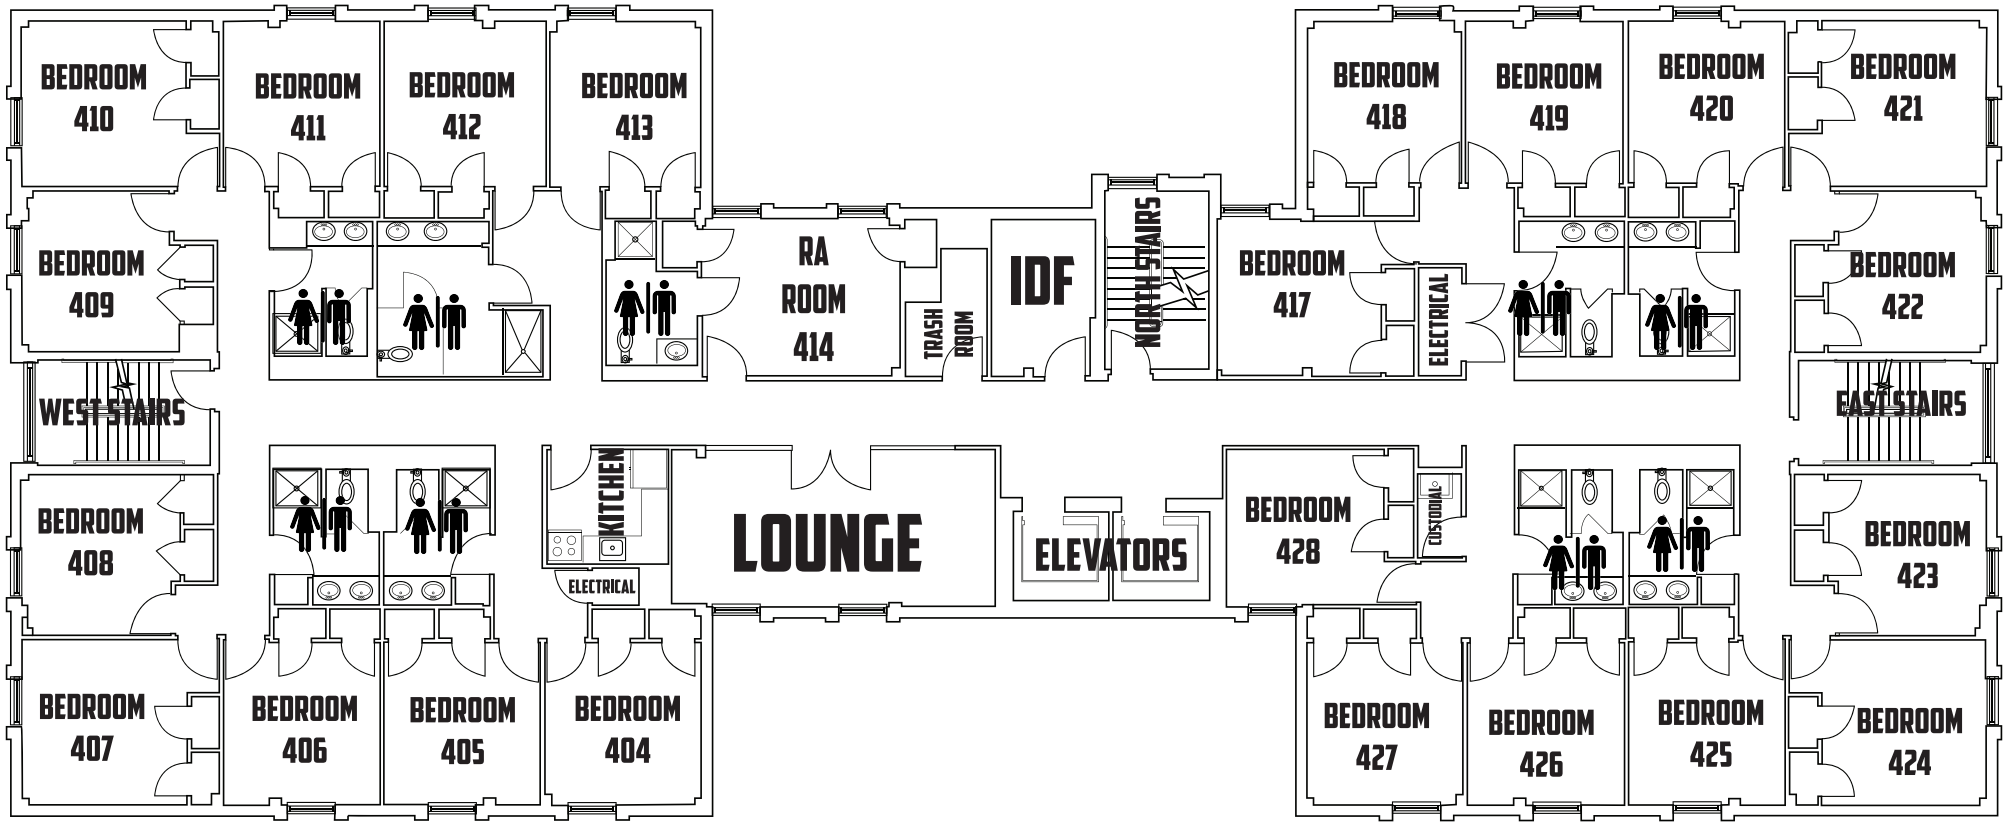 BEDROOM
410
BEDROOM
411
BEDROOM
412
BEDROOM
413
BEDROOM
418
BEDROOM
419
BEDROOM
420
BEDROOM
421
BEDROOM
409
RA
ROOM
414
TRASH
ROOM
IDF
NORTH STAIRS
BEDROOM
417
ELECTRICAL
BEDROOM
422
WEST STAIRS
EAST STAIRS
BEDROOM
408
KITCHEN
ELECTRICAL
LOUNGE
ELEVATORS
BEDROOM
428
CUSTODIAL
BEDROOM
423
BEDROOM
407
BEDROOM
406
BEDROOM
405
BEDROOM
404
BEDROOM
427
BEDROOM
426
BEDROOM
425
BEDROOM
424